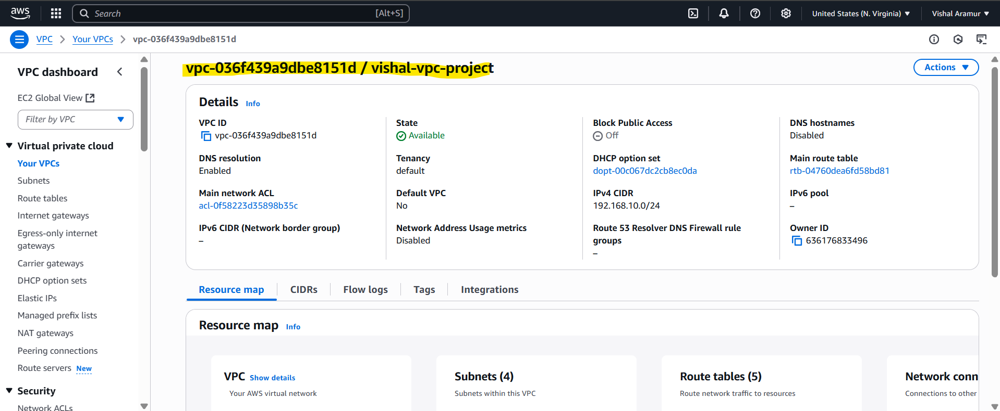 aws
Search [Alt+S]
United States (N. Virginia)
Vishal Aramur
VPC
Your VPCs
vpc-036f439a9dbe8151d
VPC dashboard
EC2 Global View
Filter by VPC
Virtual private cloud
Your VPCs
Subnets
Route tables
Internet gateways
Egress-only internet
gateways
Carrier gateways
DHCP option sets
Elastic IPs
Managed prefix lists
NAT gateways
Peering connections
Route servers New
Security
Network ACLs
vpc-036f439a9dbe8151d / vishal-vpc-project
Actions
Details Info
VPC ID
vpc-036f439a9dbe8151d
State
Available
Block Public Access
Off
DNS hostnames
Disabled
DNS resolution
Enabled
Tenancy
default
DHCP option set
dopt-00c067dc2cb8ec0da
Main route table
rtb-04760dea6fd58bd81
Main network ACL
acl-0f58223d35898b35c
Default VPC
No
IPv4 CIDR
192.168.10.0/24
IPv6 pool
–
IPv6 CIDR (Network border group)
–
Network Address Usage metrics
Disabled
Route 53 Resolver DNS Firewall rule
groups
–
Owner ID
636176833496
Resource map
CIDRs
Flow logs
Tags
Integrations
Resource map Info
VPC Show details
Your AWS virtual network
Subnets (4)
Subnets within this VPC
Route tables (5)
Route network traffic to resources
Network conn
Connections to other